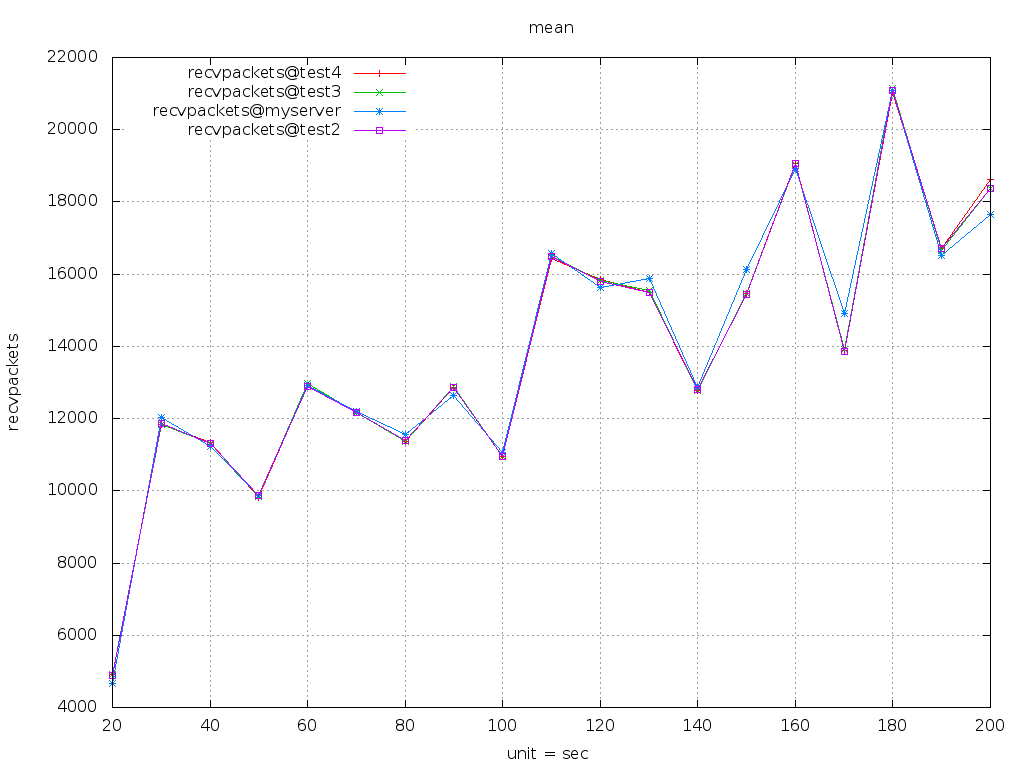 mean
22000
20000
18000
16000
14000
12000
10000
8000
6000
4000
recvpackets
recvpackets@test4
recvpackets@test3
recvpackets@myserver
recvpackets@test2
20 40 60 80 100 120 140 160 180 200
unit = sec